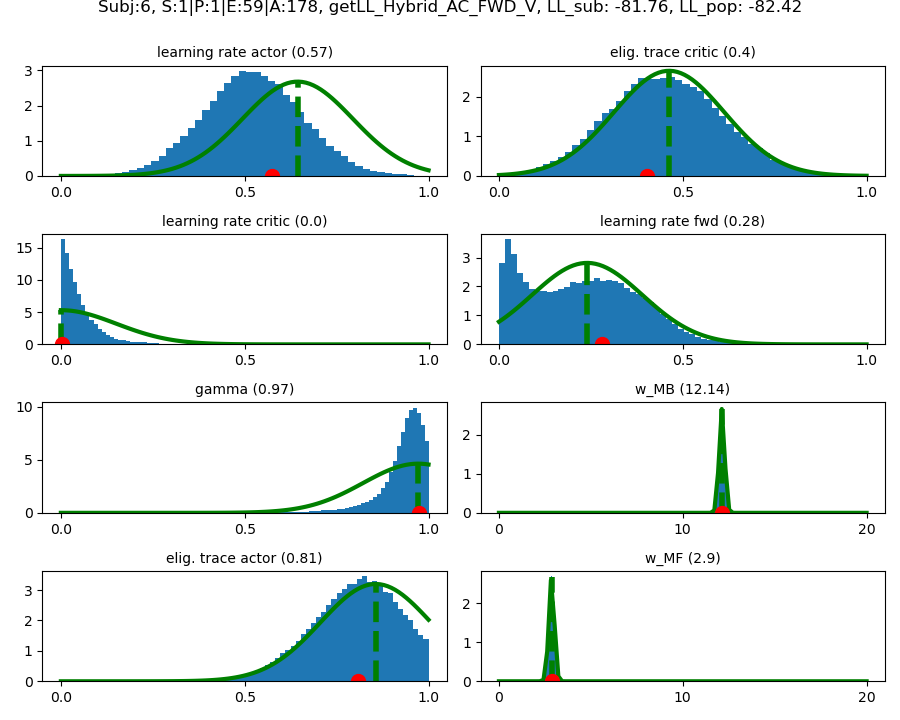 Subj:6, S:1|P:1|E:59|A:178, getLL_Hybrid_AC_FWD_V, LL_sub: -81.76, LL_pop: -82.42
learning rate actor (0.57)
3
2
1
0
0.0 0.5 1.0
elig. trace critic (0.4)
2
1
0
0.0 0.5 1.0
learning rate critic (0.0)
15
10
5
0
0.0 0.5 1.0
learning rate fwd (0.28)
3
2
1
0
0.0 0.5 1.0
gamma (0.97)
10
5
0
0.0 0.5 1.0
w_MB (12.14)
2
1
0
0 10 20
elig. trace actor (0.81)
3
2
1
0
0.0 0.5 1.0
w_MF (2.9)
2
1
0
0 10 20